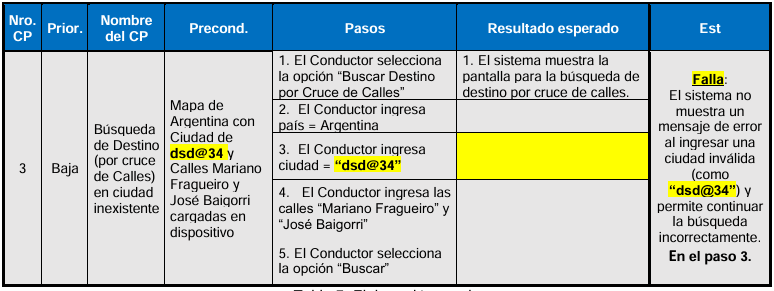 Nro.
CP
Prior.
Nombre
del CP
Precond.
Pasos
Resultado esperado
Est
3
Baja
Búsqueda
de Destino
(por cruce
de Calles)
en ciudad
inexistente
Mapa de
Argentina con
Ciudad de
dsd@34 y
Calles Mariano
Fragueiro y
José Baigorri
cargadas en
dispositivo
1. El Conductor selecciona
la opción “Buscar Destino
por Cruce de Calles”
1. El sistema muestra la
pantalla para la búsqueda de
destino por cruce de calles.
2. El Conductor ingresa
país = Argentina
3. El Conductor ingresa
ciudad = “dsd@34”
4. El Conductor ingresa las
calles “Mariano Fragueiro” y
“José Baigorri”
5. El Conductor selecciona
la opción “Buscar”
Falla:
El sistema no
muestra un
mensaje de error
al ingresar una
ciudad inválida
(como
“dsd@34”) y
permite continuar
la búsqueda
incorrectamente.
En el paso 3.